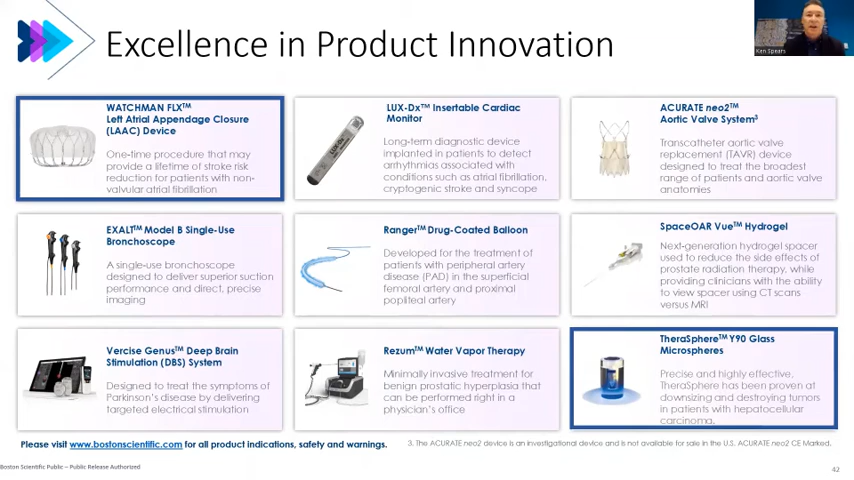 Excellence in Product Innovation
Ken Spears
WATCHMAN FLX™
Left Atrial Appendage Closure
(LAAC) Device
One-time procedure that may
provide a lifetime of stroke risk
reduction for patients with non-
valvular atrial fibrillation
LUX-Dx™ Insertable Cardiac
Monitor
Long-term diagnostic device
implanted in patients to detect
arrhythmias associated with
conditions such as atrial fibrillation,
cryptogenic stroke and syncope
LUX-Dx
ACURATE neo2™
Aortic Valve System³
Transcatheter aortic valve
replacement (TAVR) device
designed to treat the broadest
range of patients and aortic valve
anatomies
EXALT™ Model B Single-Use
Bronchoscope
A single-use bronchoscope
designed to deliver superior suction
performance and direct, precise
imaging
Ranger™ Drug-Coated Balloon
Developed for the treatment of
patients with peripheral artery
disease (PAD) in the superficial
femoral artery and proximal
popliteal artery
SpaceOAR Vue™ Hydrogel
Next-generation hydrogel spacer
used to reduce the side effects of
prostate radiation therapy, while
providing clinicians with the ability
to view spacer using CT scans
versus MRI
Vercise Genus™ Deep Brain
Stimulation (DBS) System
Designed to treat the symptoms of
Parkinson's disease by delivering
targeted electrical stimulation
Rezum™ Water Vapor Therapy
Minimally invasive treatment for
benign prostatic hyperplasia that
can be performed right in a
physician's office
TheraSphere™ Y90 Glass
Microspheres
Precise and highly effective,
TheraSphere has been proven at
downsizing and destroying tumors
in patients with hepatocellular
carcinoma.
Please visit www.bostonscientific.com for all product indications, safety and warnings.
3. The ACURATE neo2 device is an investigational device and is not available for sale in the U.S. ACURATE neo2 CE Marked.
Boston Scientific Public – Public Release Authorized
42